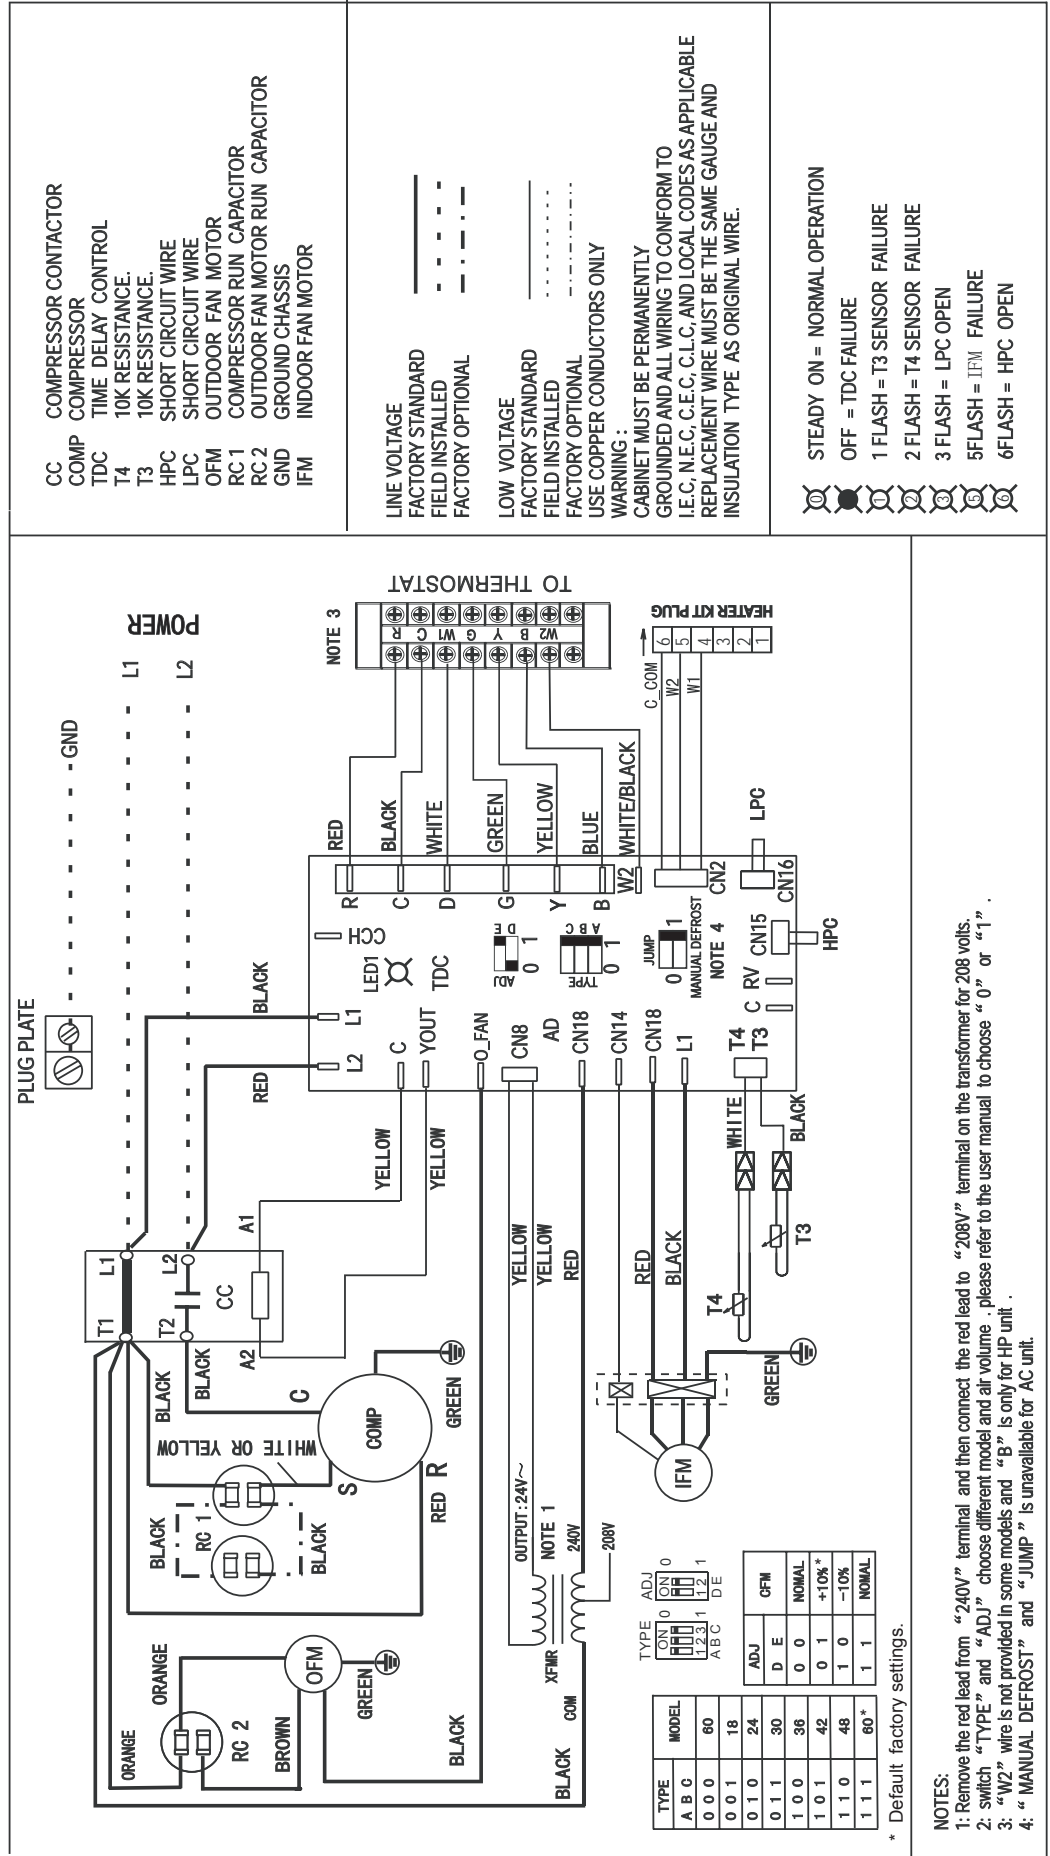 CC COMPRESSOR CONTACTOR
COMP COMPRESSOR
TDC TIME DELAY CONTROL
T4 10K RESISTANCE.
T3 10K RESISTANCE.
HPC SHORT CIRCUIT WIRE
LPC SHORT CIRCUIT WIRE
OFM OUTDOOR FAN MOTOR
RC 1 COMPRESSOR RUN CAPACITOR
RC 2 OUTDOOR FAN MOTOR RUN CAPACITOR
GND GROUND CHASSIS
IFM INDOOR FAN MOTOR
LINE VOLTAGE
FACTORY STANDARD
FIELD INSTALLED
FACTORY OPTIONAL
LOW VOLTAGE
FACTORY STANDARD
FIELD INSTALLED
FACTORY OPTIONAL
USE COPPER CONDUCTORS ONLY
WARNING :
CABINET MUST BE PERMANENTLY
GROUNDED AND ALL WIRING TO CONFORM TO
I.E.C, N.E.C, C.E.C, C.L.C, AND LOCAL CODES AS APPLICABLE
REPLACEMENT WIRE MUST BE THE SAME GAUGE AND
INSULATION TYPE AS ORIGINAL WIRE.
0 STEADY ON = NORMAL OPERATION
OFF = TDC FAILURE
1 1 FLASH = T3 SENSOR FAILURE
2 2 FLASH = T4 SENSOR FAILURE
3 3 FLASH = LPC OPEN
5 5FLASH = IFM FAILURE
6 6FLASH = HPC OPEN
PLUG PLATE
GND
L1
L2
POWER
T1
L1
T2
L2
CC
A2
A1
BLACK
RED
YELLOW
YELLOW
BLACK
BLACK
C
COMP
S
R
GREEN
WHITE OR YELLOW
BLACK
RC 1
BLACK
RED
ORANGE
ORANGE
RC 2
BROWN
OFM
GREEN
BLACK
BLACK
COM
XFMR
OUTPUT:24V~
NOTE 1
240V
208V
YELLOW
YELLOW
RED
RED
BLACK
IFM
GREEN
T4
T3
WHITE
BLACK
L2
L1
C
YOUT
O_FAN
CN8
AD
CN18
CN14
CN18
L1
T4
T3
CCH
LED1
TDC
ADJ
D E
0 1
TYPE
A B C
0 1
JUMP
0 1
MANUAL DEFROST
NOTE 4
C
RV
CN15
HPC
CN16
LPC
CN2
R
C
D
G
Y
B
W2
RED
BLACK
WHITE
GREEN
YELLOW
BLUE
WHITE/BLACK
NOTE 3
R
C
W1
G
Y
B
W2
TO THERMOSTAT
C_COM
W2
W1
6
5
4
3
2
1
HEATER KIT PLUG
TYPE MODEL
A B C
0 0 0 60
0 0 1 18
0 1 0 24
0 1 1 30
1 0 0 36
1 0 1 42
1 1 0 48
1 1 1 60*
TYPE
ON
0
1
1 2 3
A B C
ADJ
ON
0
1
1 2
D E
ADJ CFM
D E
0 0 NOMAL
0 1 +10%*
1 0 -10%
1 1 NOMAL
* Default factory settings.
NOTES:
1: Remove the red lead from “240V” terminal and then connect the red lead to “208V” terminal on the transformer for 208 volts.
2: switch “TYPE” and “ADJ” choose different model and air volume . please refer to the user manual to choose “ 0” or “1” .
3: “W2” wire is not provided in some models and “B” is only for HP unit .
4: “ MANUAL DEFROST” and “JUMP ” is unavailable for AC unit.